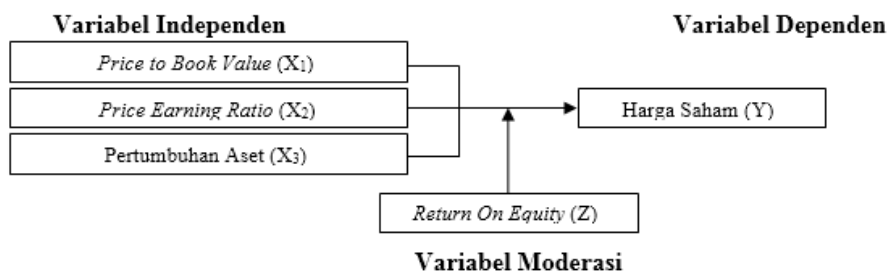 Variabel Independen
Variabel Dependen
Price to Book Value (X1)
Price Earning Ratio (X2)
Harga Saham (Y)
Pertumbuhan Aset (X3)
Return On Equity (Z)
Variabel Moderasi